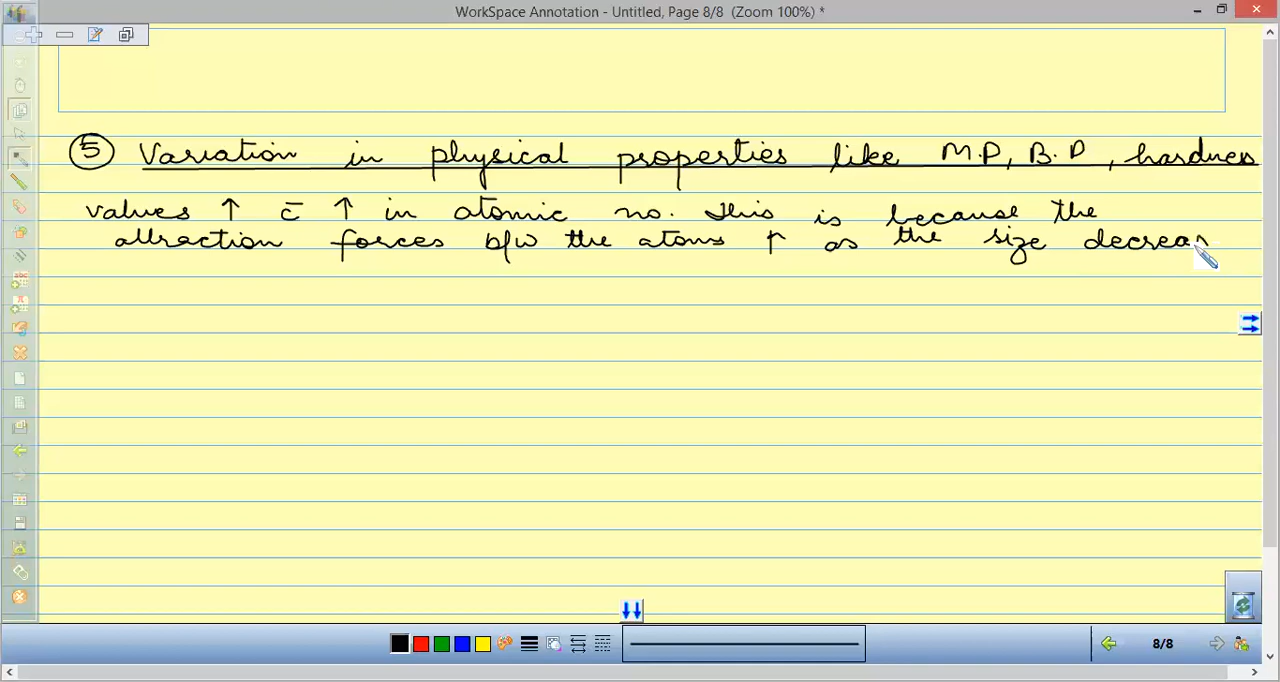 WorkSpace Annotation - Untitled, Page 8/8 (Zoom 100%) *
5 Variation in physical properties like M.P, B.P, hardness
values ↑ c̄ ↑ in atomic no. This is because the
attraction forces b/w the atoms ↑ as the size decreas
8/8